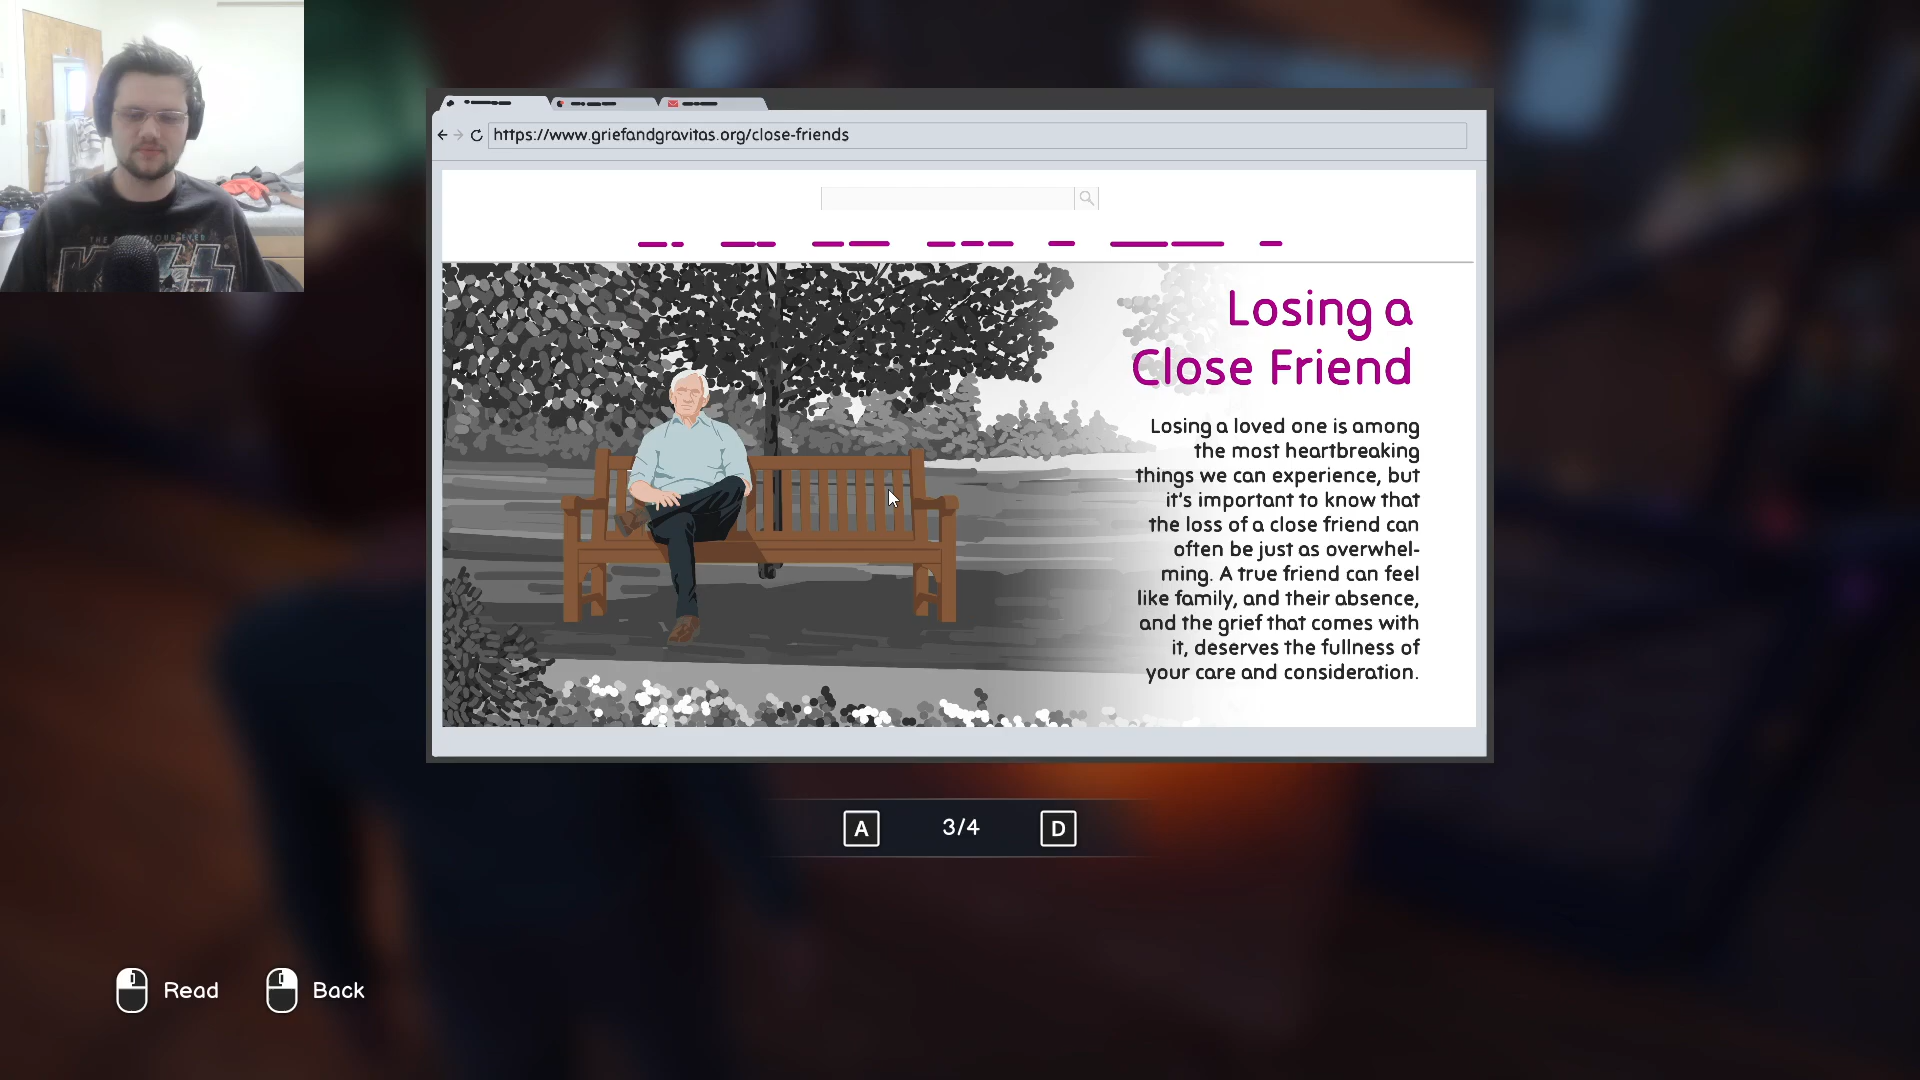 https://www.griefandgravitas.org/close-friends
Losing a
Close Friend
Losing a loved one is among
the most heartbreaking
things we can experience, but
it's important to know that
the loss of a close friend can
often be just as overwhel-
ming. A true friend can feel
like family, and their absence,
and the grief that comes with
it, deserves the fullness of
your care and consideration.
A 3/4 D
Read Back